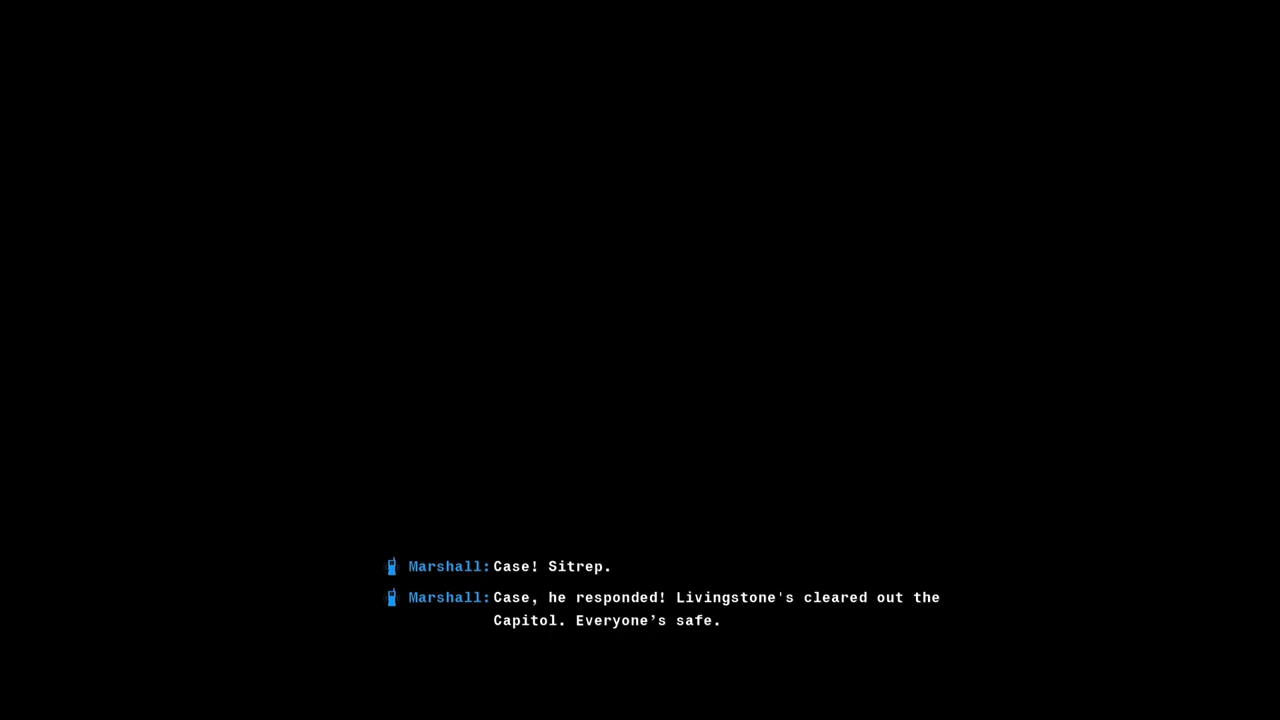 Marshall: Case! Sitrep.
Marshall: Case, he responded! Livingstone's cleared out the
Capitol. Everyone’s safe.